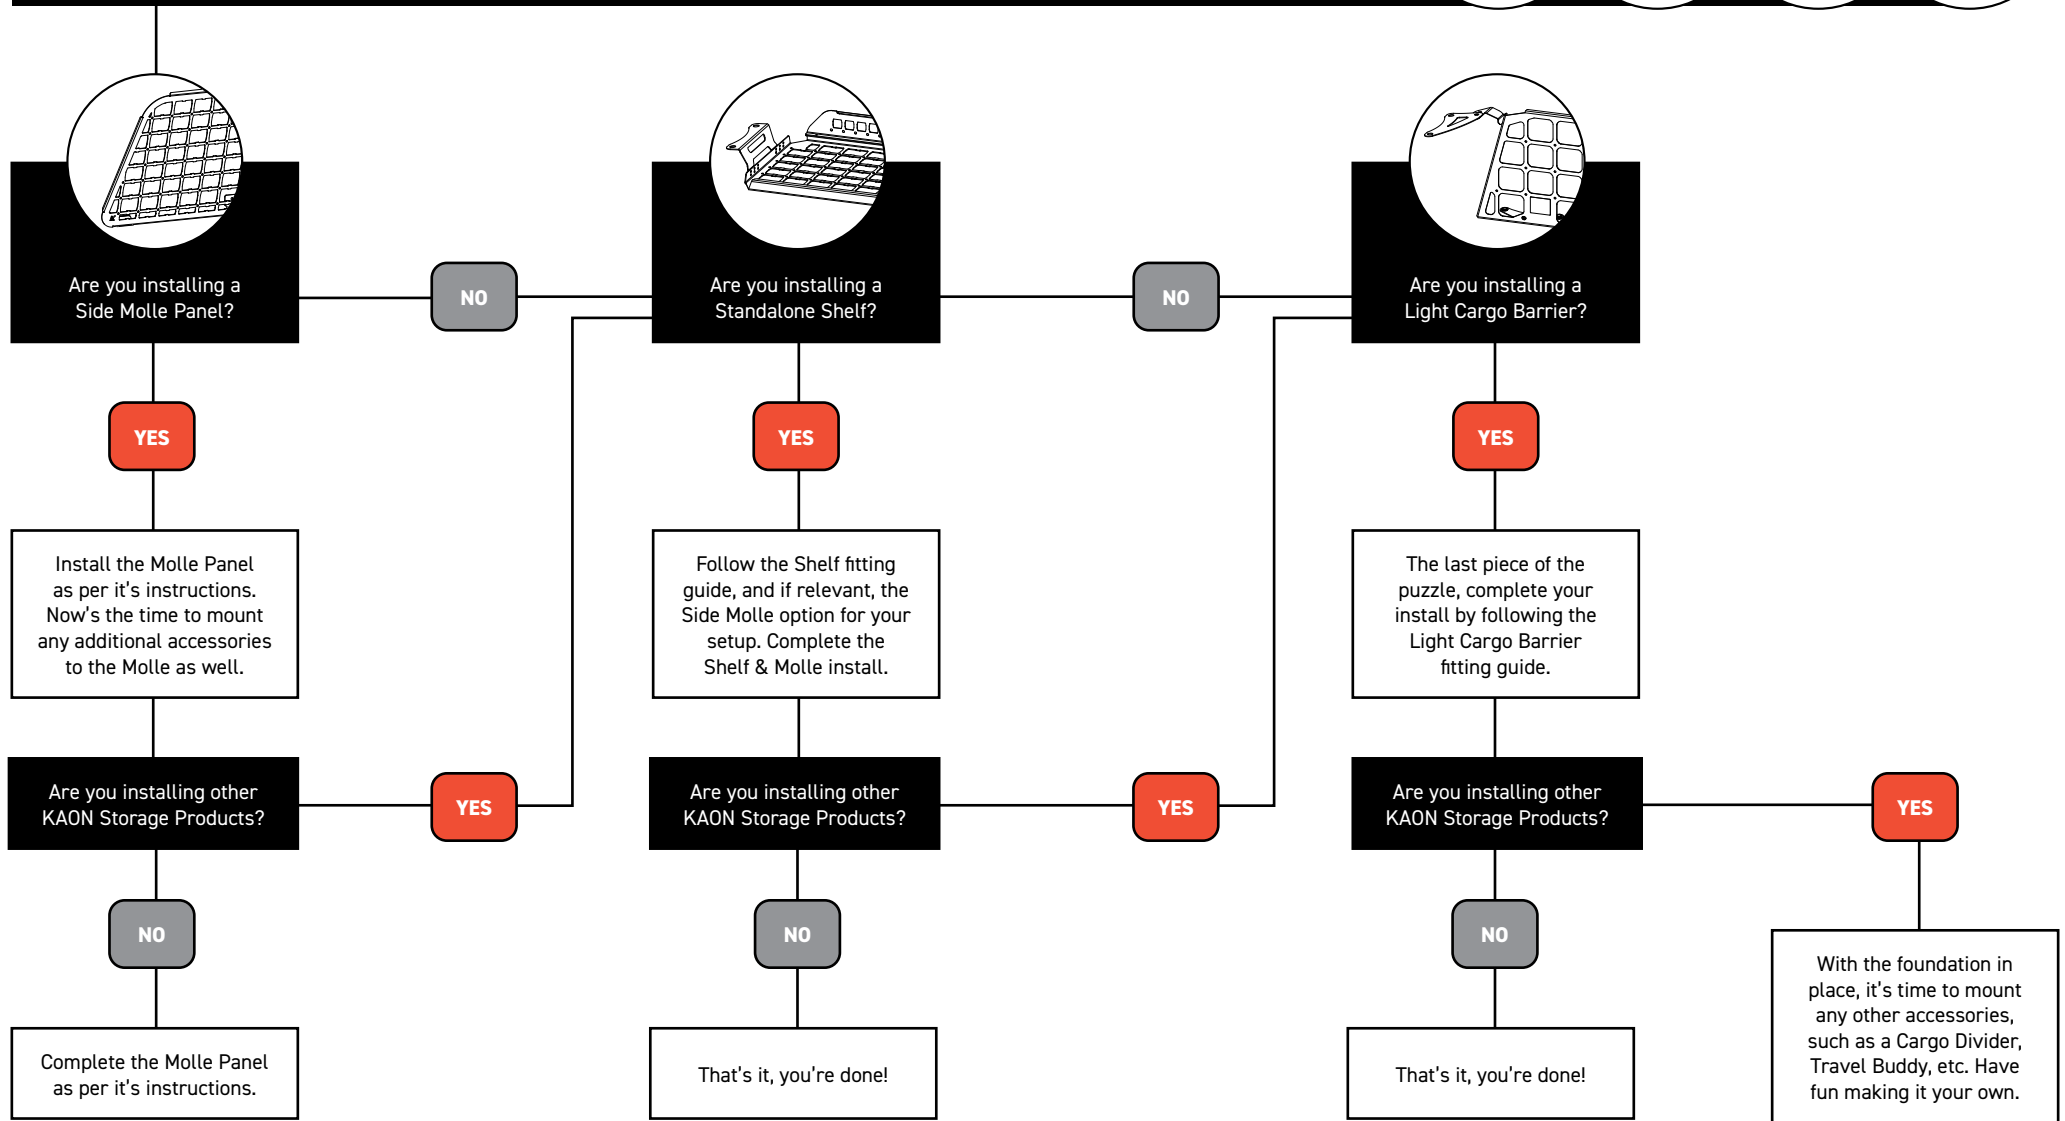 Are you installing a
Side Molle Panel?
NO
Are you installing a
Standalone Shelf?
NO
Are you installing a
Light Cargo Barrier?
YES
YES
YES
Install the Molle Panel
as per it's instructions.
Now's the time to mount
any additional accessories
to the Molle as well.
Follow the Shelf fitting
guide, and if relevant, the
Side Molle option for your
setup. Complete the
Shelf & Molle install.
The last piece of the
puzzle, complete your
install by following the
Light Cargo Barrier
fitting guide.
Are you installing other
KAON Storage Products?
YES
Are you installing other
KAON Storage Products?
YES
Are you installing other
KAON Storage Products?
YES
NO
NO
NO
Complete the Molle Panel
as per it's instructions.
That's it, you're done!
That's it, you're done!
With the foundation in
place, it's time to mount
any other accessories,
such as a Cargo Divider,
Travel Buddy, etc. Have
fun making it your own.